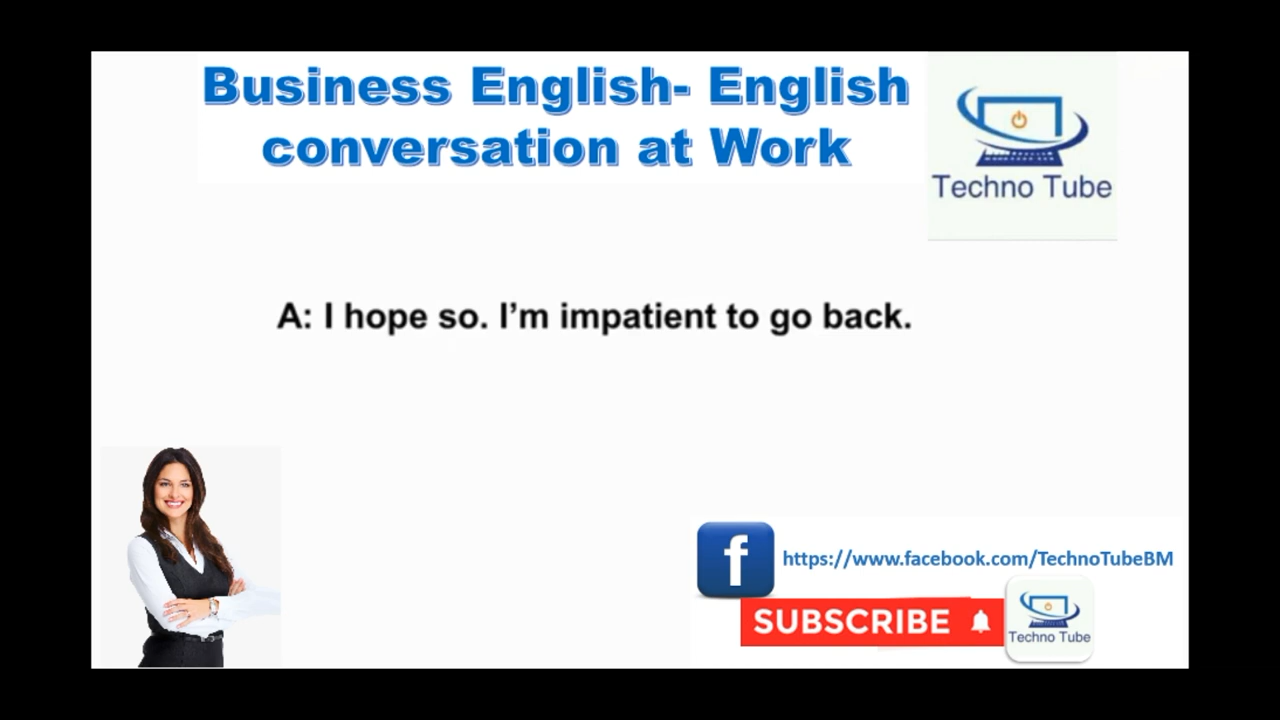 Business English- English
conversation at Work
Techno Tube
A: I hope so. I’m impatient to go back.
f
https://www.facebook.com/TechnoTubeBM
SUBSCRIBE
Techno Tube